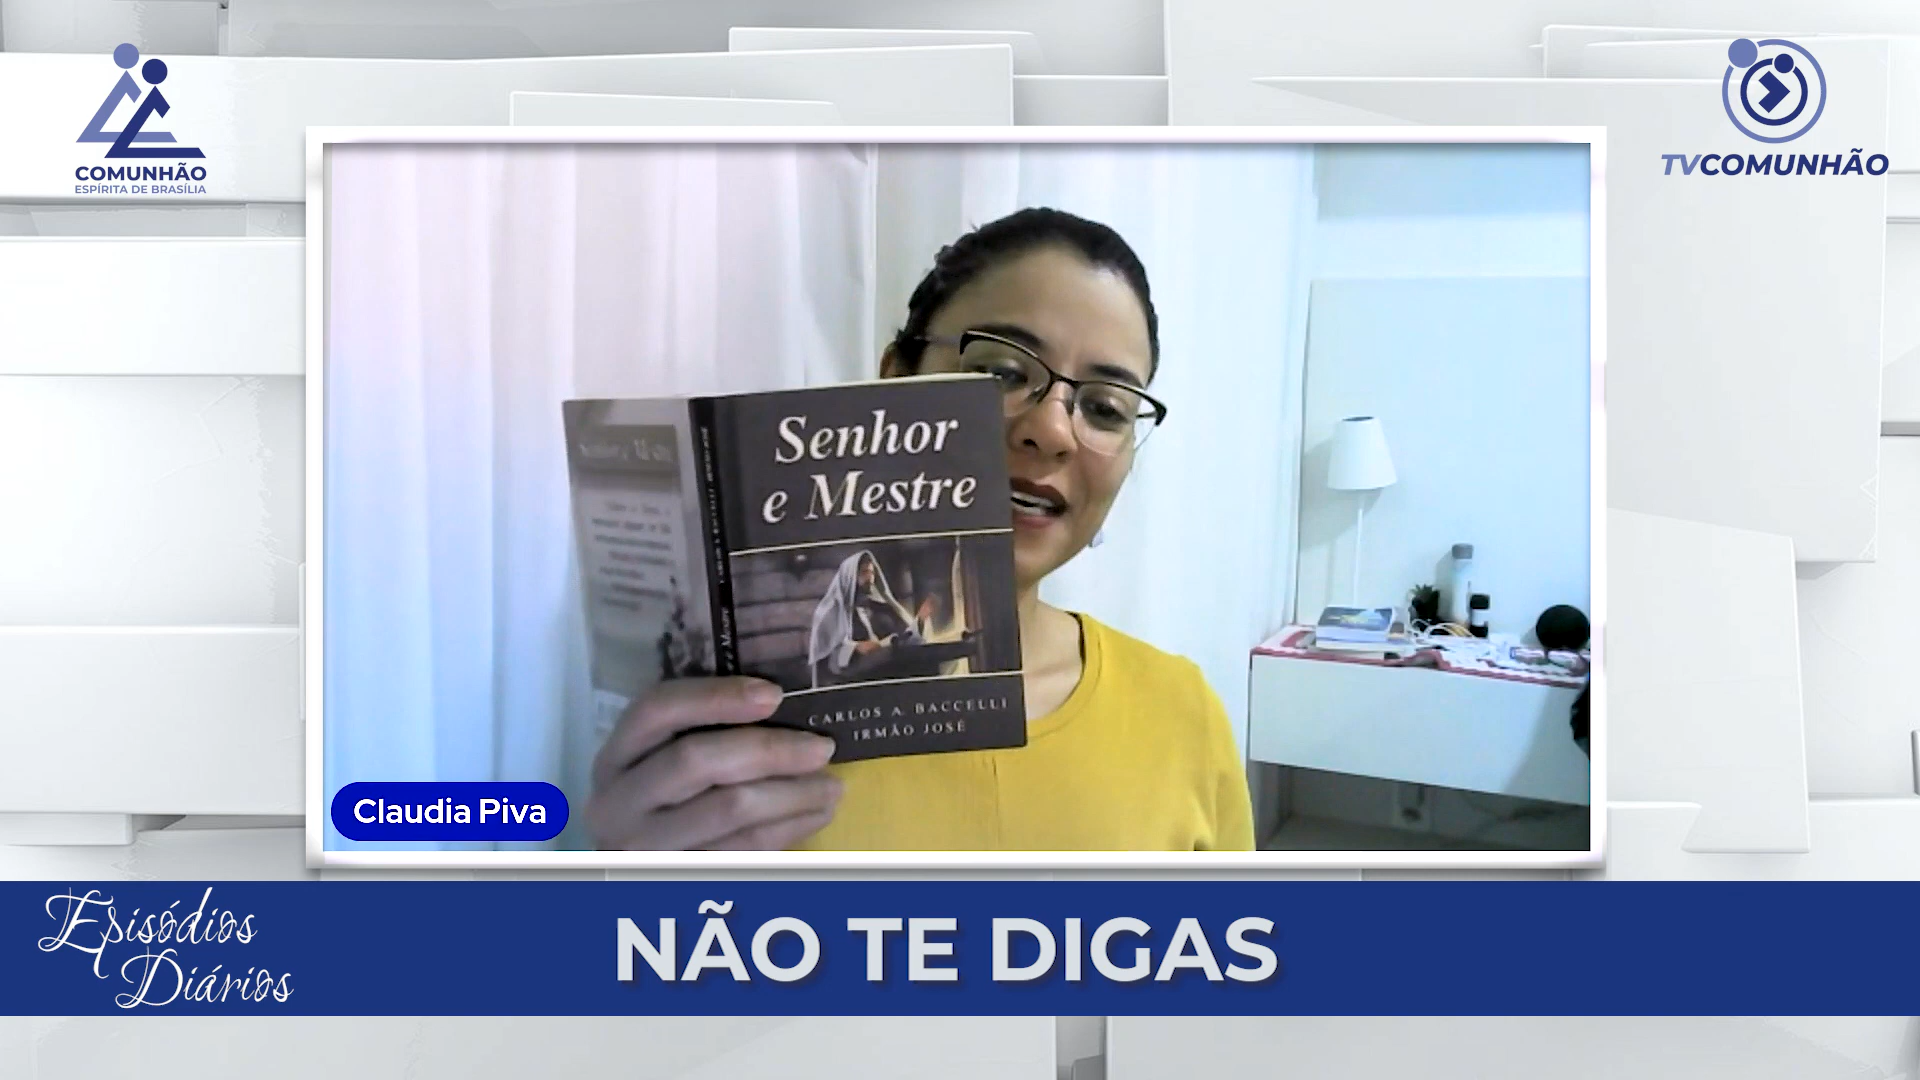 COMUNHÃO
ESPÍRITA DE BRASÍLIA
TVCOMUNHÃO
Senhor
e Mestre
CARLOS A. BACCELLI
IRMÃO JOSÉ
Claudia Piva
Episódios
Diários
NÃO TE DIGAS